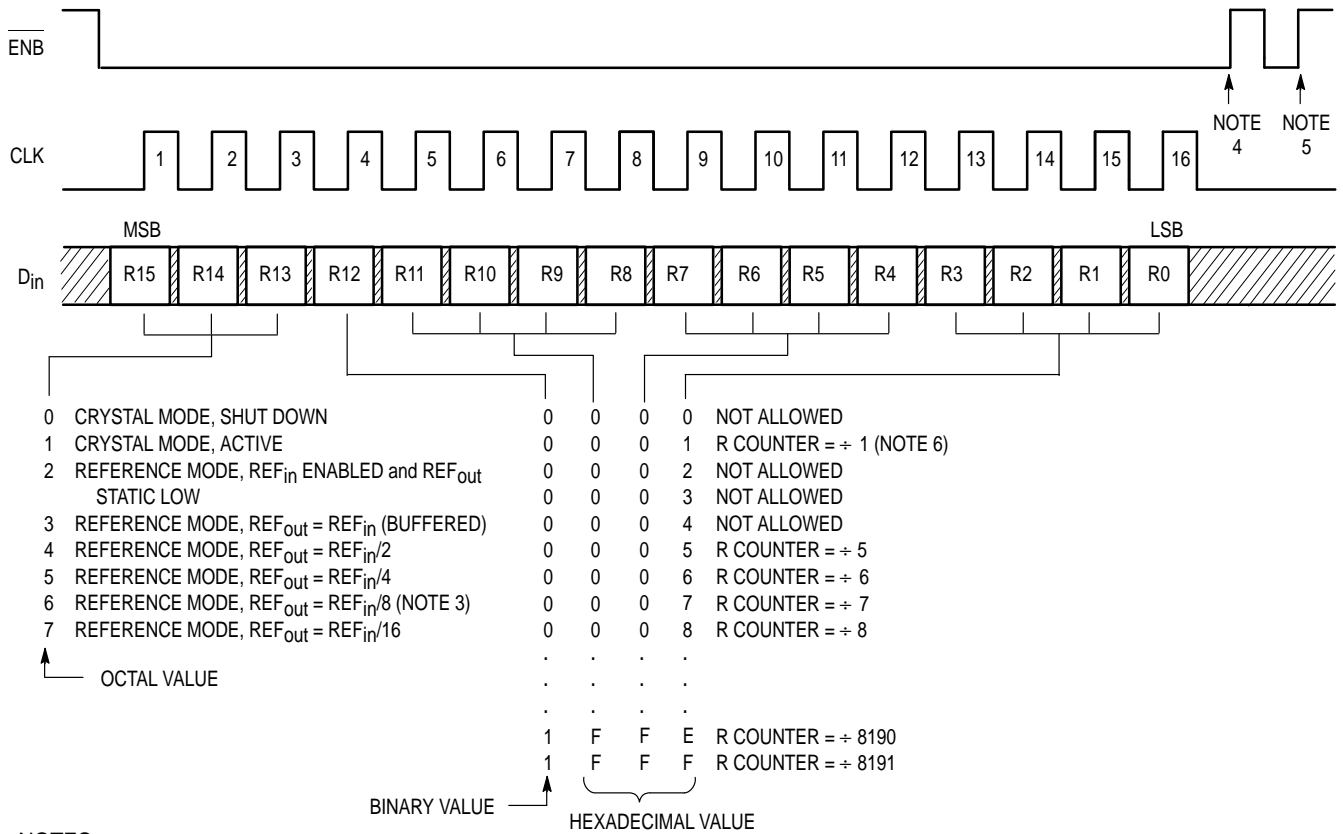 ENB
NOTE 4
NOTE 5
CLK
1 2 3 4 5 6 7 8 9 10 11 12 13 14 15 16
MSB
LSB
Din
R15 R14 R13 R12 R11 R10 R9 R8 R7 R6 R5 R4 R3 R2 R1 R0
0 CRYSTAL MODE, SHUT DOWN
1 CRYSTAL MODE, ACTIVE
2 REFERENCE MODE, REFin ENABLED and REFout
STATIC LOW
3 REFERENCE MODE, REFout = REFin (BUFFERED)
4 REFERENCE MODE, REFout = REFin/2
5 REFERENCE MODE, REFout = REFin/4
6 REFERENCE MODE, REFout = REFin/8 (NOTE 3)
7 REFERENCE MODE, REFout = REFin/16
OCTAL VALUE
0 0 0 0 NOT ALLOWED
0 0 0 1 R COUNTER = ÷ 1 (NOTE 6)
0 0 0 2 NOT ALLOWED
0 0 0 3 NOT ALLOWED
0 0 0 4 NOT ALLOWED
0 0 0 5 R COUNTER = ÷ 5
0 0 0 6 R COUNTER = ÷ 6
0 0 0 7 R COUNTER = ÷ 7
0 0 0 8 R COUNTER = ÷ 8
. . . .
. . . .
. . . .
1 F F E R COUNTER = ÷ 8190
1 F F F R COUNTER = ÷ 8191
BINARY VALUE
HEXADECIMAL VALUE